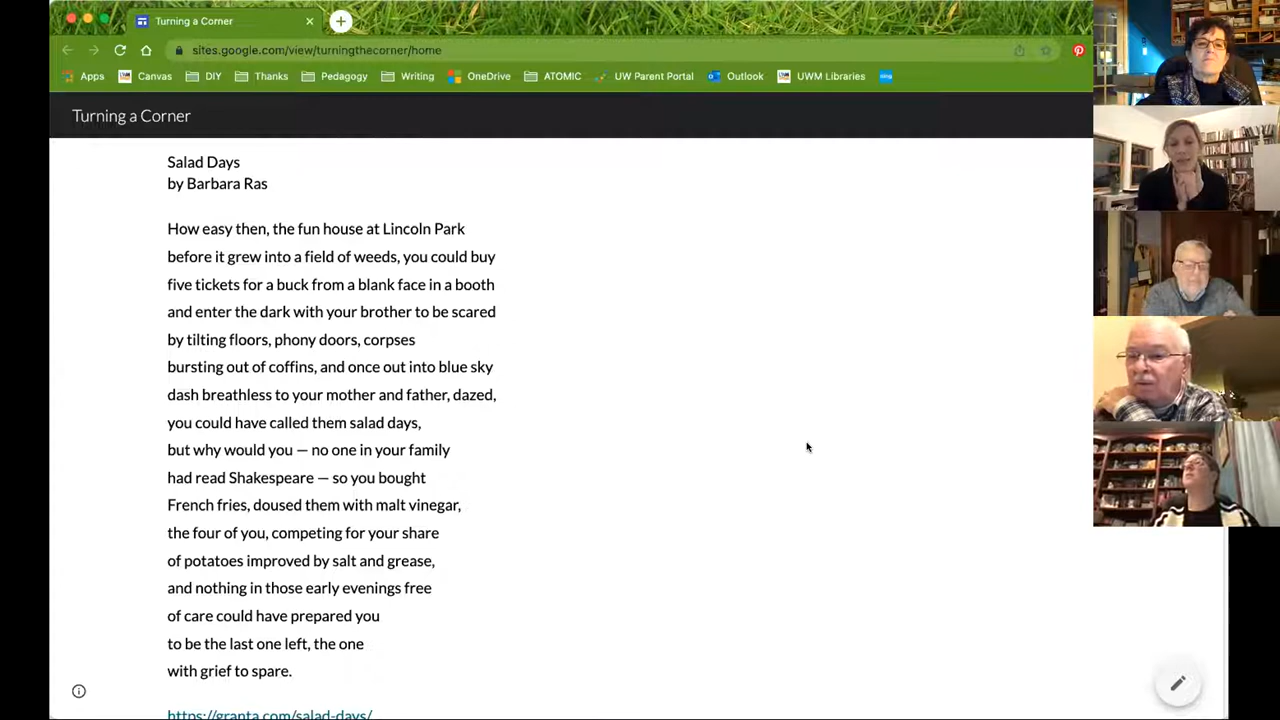 Turning a Corner
sites.google.com/view/turningthecorner/home
Apps Canvas DIY Thanks Pedagogy Writing OneDrive ATOMIC UW Parent Portal Outlook UWM Libraries
Turning a Corner
Salad Days
by Barbara Ras
How easy then, the fun house at Lincoln Park
before it grew into a field of weeds, you could buy
five tickets for a buck from a blank face in a booth
and enter the dark with your brother to be scared
by tilting floors, phony doors, corpses
bursting out of coffins, and once out into blue sky
dash breathless to your mother and father, dazed,
you could have called them salad days,
but why would you — no one in your family
had read Shakespeare — so you bought
French fries, doused them with malt vinegar,
the four of you, competing for your share
of potatoes improved by salt and grease,
and nothing in those early evenings free
of care could have prepared you
to be the last one left, the one
with grief to spare.
https://granta.com/salad-days/